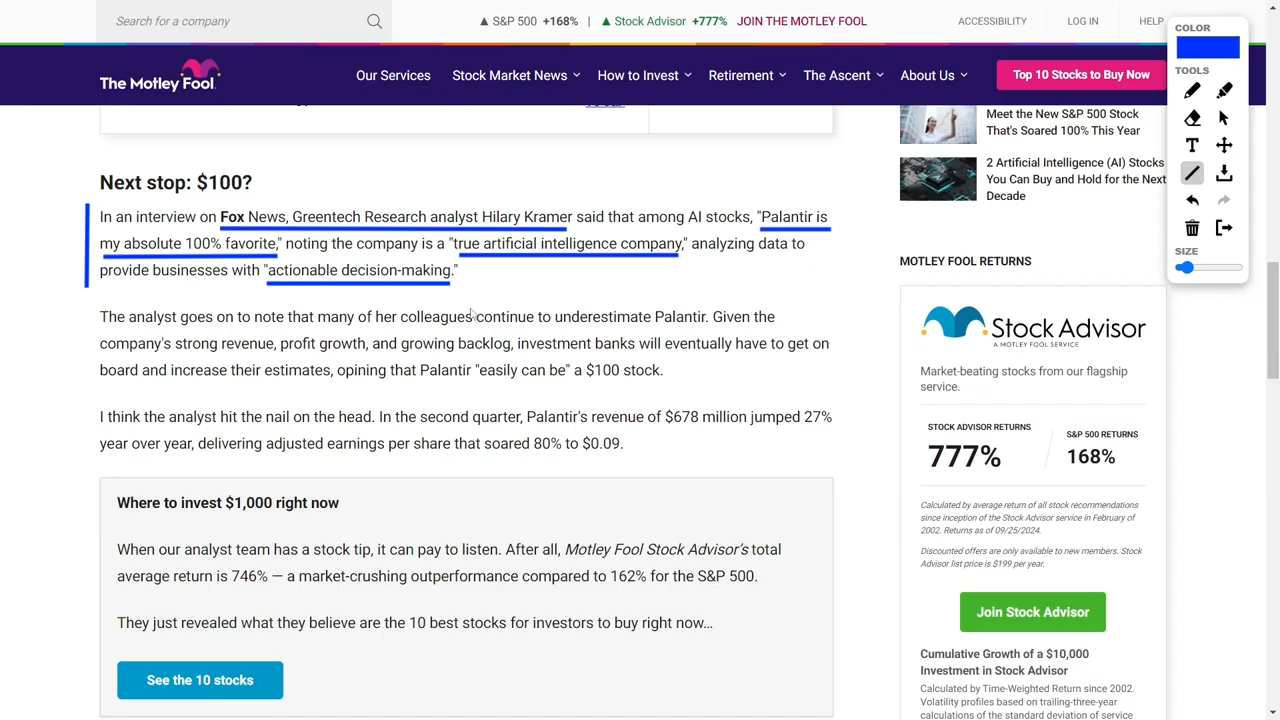 Search for a company
▲ S&P 500 +168% | ▲ Stock Advisor +777% JOIN THE MOTLEY FOOL
ACCESSIBILITY LOG IN HELP
The Motley Fool
Our Services Stock Market News How to Invest Retirement The Ascent About Us
Top 10 Stocks to Buy Now
COLOR
TOOLS
T
SIZE
Next stop: $100?
In an interview on Fox News, Greentech Research analyst Hilary Kramer said that among AI stocks, "Palantir is
my absolute 100% favorite," noting the company is a "true artificial intelligence company," analyzing data to
provide businesses with "actionable decision-making."
The analyst goes on to note that many of her colleagues continue to underestimate Palantir. Given the
company's strong revenue, profit growth, and growing backlog, investment banks will eventually have to get on
board and increase their estimates, opining that Palantir "easily can be" a $100 stock.
I think the analyst hit the nail on the head. In the second quarter, Palantir's revenue of $678 million jumped 27%
year over year, delivering adjusted earnings per share that soared 80% to $0.09.
Where to invest $1,000 right now
When our analyst team has a stock tip, it can pay to listen. After all, Motley Fool Stock Advisor's total
average return is 746% — a market-crushing outperformance compared to 162% for the S&P 500.
They just revealed what they believe are the 10 best stocks for investors to buy right now…
See the 10 stocks
Meet the New S&P 500 Stock
That's Soared 100% This Year
2 Artificial Intelligence (AI) Stocks
You Can Buy and Hold for the Next
Decade
MOTLEY FOOL RETURNS
Stock Advisor
A MOTLEY FOOL SERVICE
Market-beating stocks from our flagship
service.
STOCK ADVISOR RETURNS
777%
S&P 500 RETURNS
168%
Calculated by average return of all stock recommendations
since inception of the Stock Advisor service in February of
2002. Returns as of 09/25/2024.
Discounted offers are only available to new members. Stock
Advisor list price is $199 per year.
Join Stock Advisor
Cumulative Growth of a $10,000
Investment in Stock Advisor
Calculated by Time-Weighted Return since 2002.
Volatility profiles based on trailing-three-year
calculations of the standard deviation of service